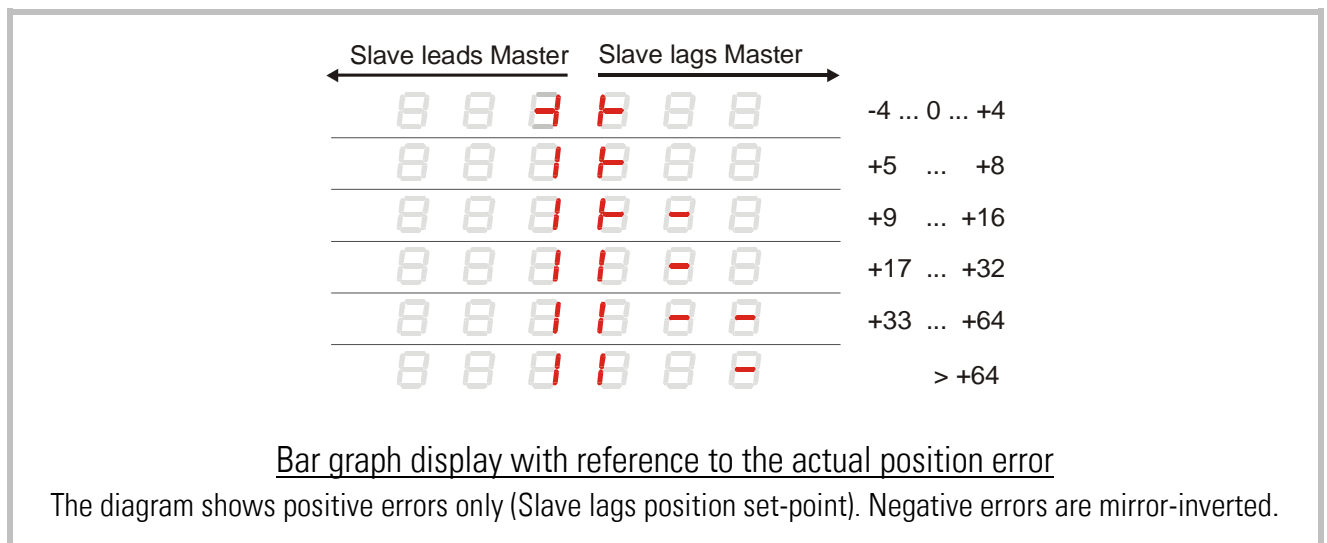 Slave leads Master Slave lags Master
-4 ... 0 ... +4
+5 ... +8
+9 ... +16
+17 ... +32
+33 ... +64
> +64
Bar graph display with reference to the actual position error
The diagram shows positive errors only (Slave lags position set-point). Negative errors are mirror-inverted.